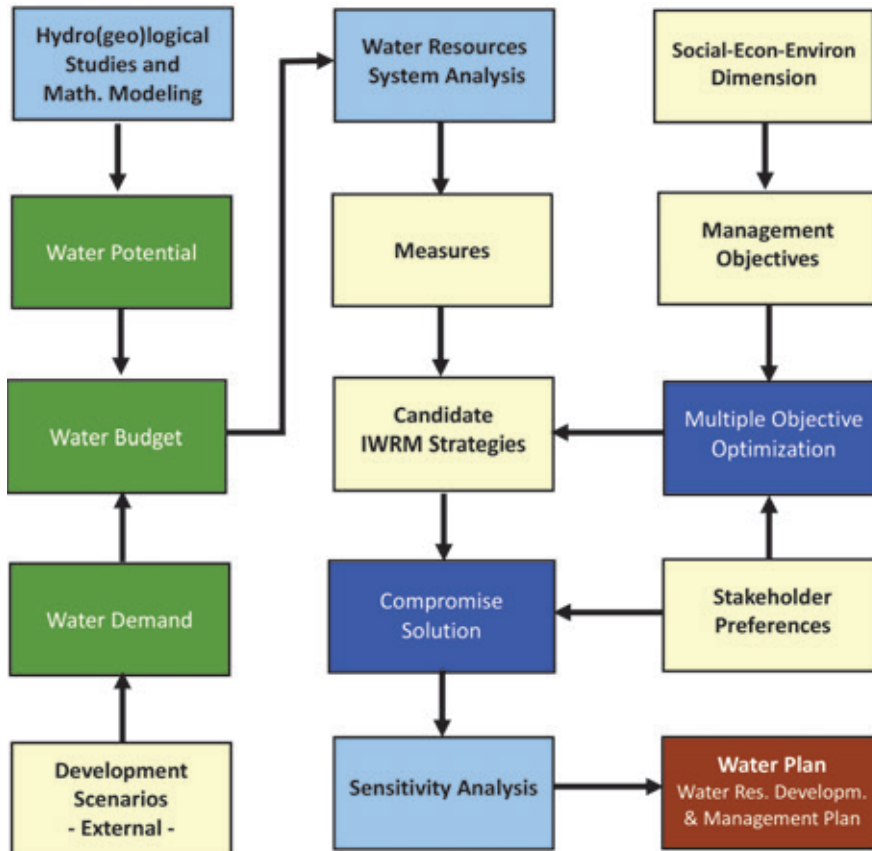 Hydro(geo)logical
Studies and
Math. Modeling
Water Potential
Water Budget
Water Demand
Development
Scenarios
- External -
Water Resources
System Analysis
Measures
Candidate
IWRM Strategies
Compromise
Solution
Sensitivity Analysis
Social-Econ-Environ
Dimension
Management
Objectives
Multiple Objective
Optimization
Stakeholder
Preferences
Water Plan
Water Res. Developm.
& Management Plan